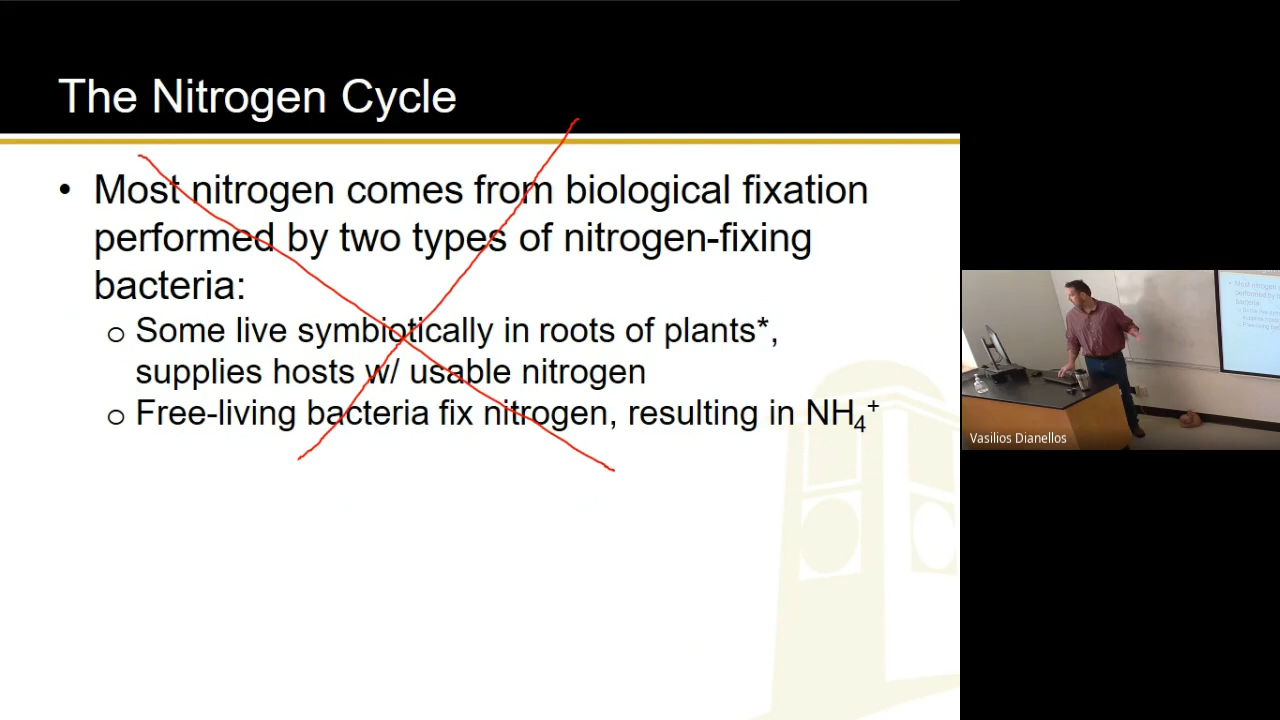 The Nitrogen Cycle
• Most nitrogen comes from biological fixation
performed by two types of nitrogen-fixing
bacteria:
o Some live symbiotically in roots of plants*,
supplies hosts w/ usable nitrogen
o Free-living bacteria fix nitrogen, resulting in NH₄⁺
Vasilios Dianellos